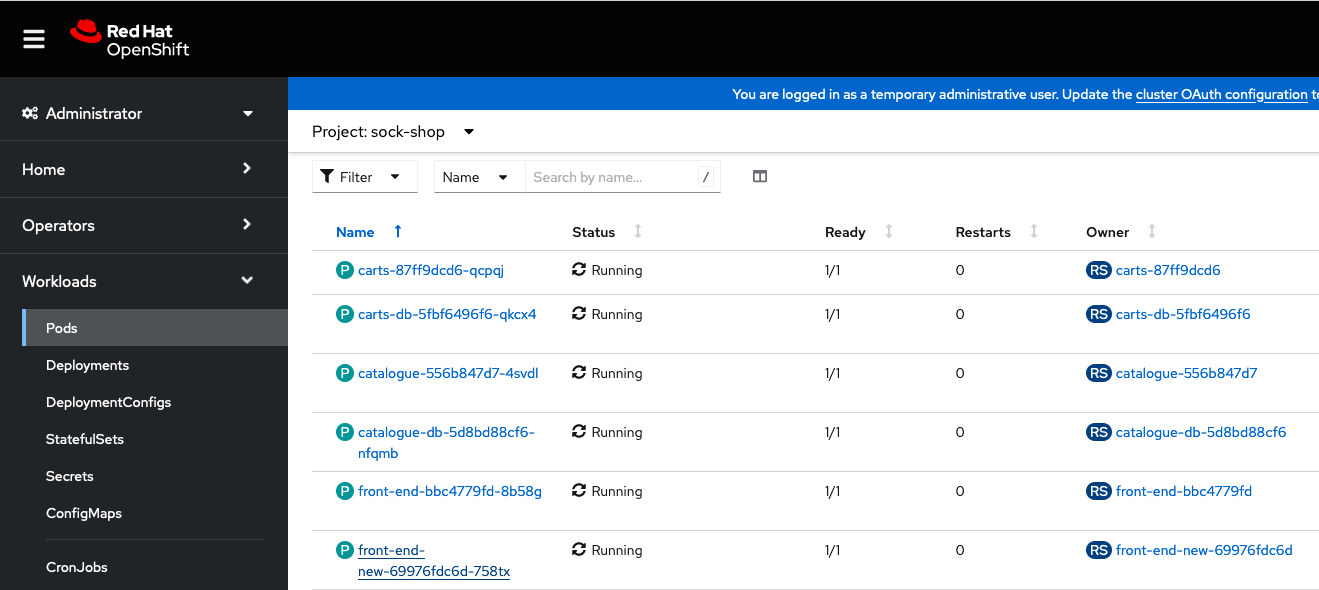 Red Hat
OpenShift
You are logged in as a temporary administrative user. Update the cluster OAuth configuration
Administrator
Home
Operators
Workloads
Pods
Deployments
DeploymentConfigs
StatefulSets
Secrets
ConfigMaps
CronJobs
Project: sock-shop
Filter Name Search by name... /
Name Status Ready Restarts Owner
P carts-87ff9dcd6-qcpqj Running 1/1 0 RS carts-87ff9dcd6
P carts-db-5fbf6496f6-qkcx4 Running 1/1 0 RS carts-db-5fbf6496f6
P catalogue-556b847d7-4svdl Running 1/1 0 RS catalogue-556b847d7
P catalogue-db-5d8bd88cf6- Running 1/1 0 RS catalogue-db-5d8bd88cf6
nfqmb
P front-end-bbc4779fd-8b58g Running 1/1 0 RS front-end-bbc4779fd
P front-end- Running 1/1 0 RS front-end-new-69976fdc6d
new-69976fdc6d-758tx